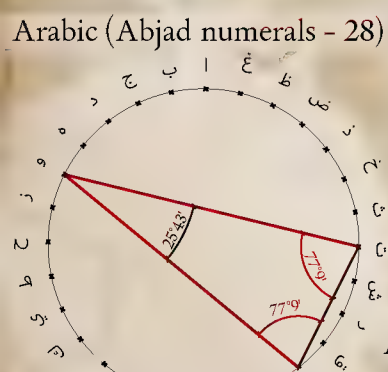 Arabic (Abjad numerals - 28)
ا
ب
ج
د
ه
و
ز
ح
ط
ي
ك
غ
ظ
ض
ذ
خ
ث
ت
ش
ر
ق
25°43'
77°9'
77°9'